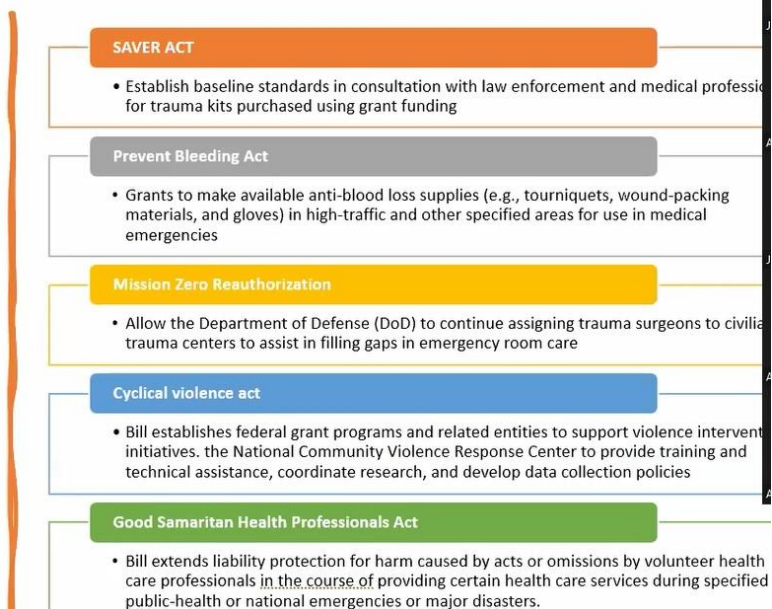 SAVER ACT
• Establish baseline standards in consultation with law enforcement and medical
for trauma kits purchased using grant funding
Prevent Bleeding Act
• Grants to make available anti-blood loss supplies (e.g., tourniquets, wound-packing
materials, and gloves) in high-traffic and other specified areas for use in medical
emergencies
Mission Zero Reauthorization
• Allow the Department of Defense (DoD) to continue assigning trauma surgeons to
trauma centers to assist in filling gaps in emergency room care
Cyclical violence act
• Bill establishes federal grant programs and related entities to support violence
initiatives. the National Community Violence Response Center to provide training and
technical assistance, coordinate research, and develop data collection policies
Good Samaritan Health Professionals Act
• Bill extends liability protection for harm caused by acts or omissions by volunteer health
care professionals in the course of providing certain health care services during specified
public-health or national emergencies or major disasters.